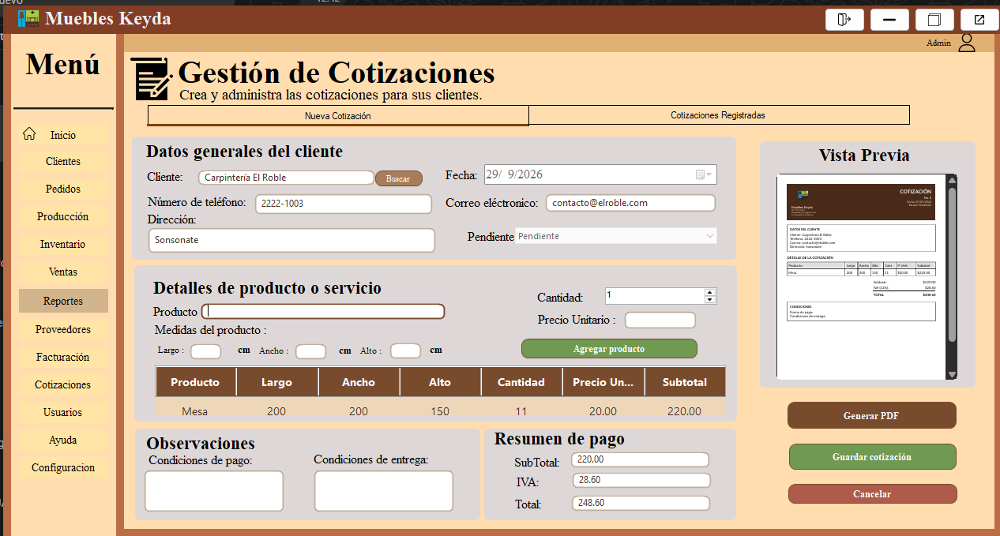 Muebles Keyda
Admin
Menú
Inicio
Clientes
Pedidos
Producción
Inventario
Ventas
Reportes
Proveedores
Facturación
Cotizaciones
Usuarios
Ayuda
Configuracion
Gestión de Cotizaciones
Crea y administra las cotizaciones para sus clientes.
Nueva Cotización
Cotizaciones Registradas
Datos generales del cliente
Cliente: Carpintería El Roble Buscar
Fecha: 29/ 9/2026
Número de teléfono: 2222-1003
Correo eléctronico: contacto@elroble.com
Dirección:
Sonsonate
Pendiente Pendiente
Detalles de producto o servicio
Producto
Cantidad: 1
Medidas del producto :
Precio Unitario :
Largo : cm Ancho : cm Alto : cm
Agregar producto
Producto Largo Ancho Alto Cantidad Precio Un... Subtotal
Mesa 200 200 150 11 20.00 220.00
Observaciones
Condiciones de pago: Condiciones de entrega:
Resumen de pago
SubTotal: 220.00
IVA: 28.60
Total: 248.60
Vista Previa
COTIZACIÓN
Muebles Keyda
DATOS DEL CLIENTE
Cliente: Carpintería El Roble
Teléfono: 2222-1003
Correo: contacto@elroble.com
Dirección: Sonsonate
DETALLE DE LA COTIZACIÓN
Producto Largo Ancho Alto Cant. P. Unit. Subtotal
Mesa 200 200 150 11 $20.00 $220.00
Subtotal: $220.00
IVA (13%): $28.60
TOTAL $248.60
CONDICIONES
Forma de pago:
Condiciones de entrega:
Generar PDF
Guardar cotización
Cancelar